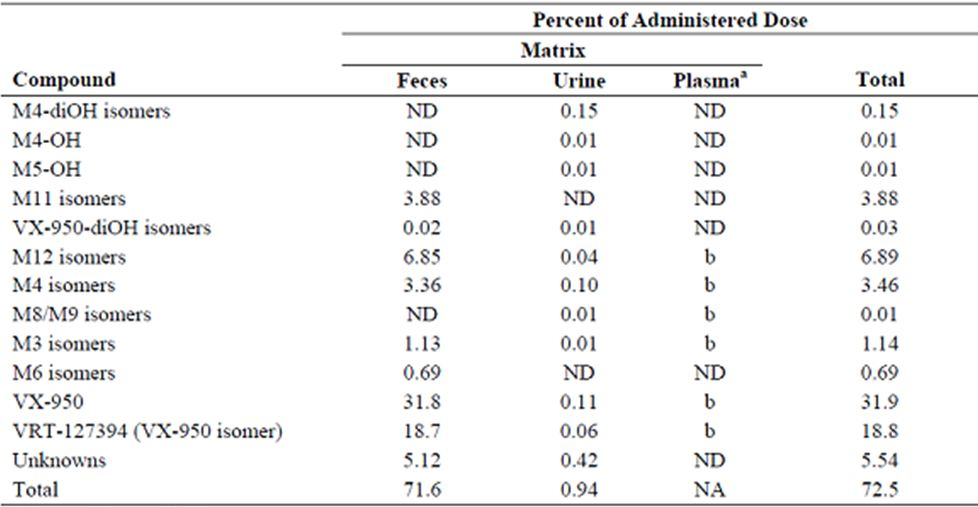 Percent of Administered Dose
Matrix
Compound Feces Urine Plasmaª Total
M4-diOH isomers ND 0.15 ND 0.15
M4-OH ND 0.01 ND 0.01
M5-OH ND 0.01 ND 0.01
M11 isomers 3.88 ND ND 3.88
VX-950-diOH isomers 0.02 0.01 ND 0.03
M12 isomers 6.85 0.04 b 6.89
M4 isomers 3.36 0.10 b 3.46
M8/M9 isomers ND 0.01 b 0.01
M3 isomers 1.13 0.01 b 1.14
M6 isomers 0.69 ND ND 0.69
VX-950 31.8 0.11 b 31.9
VRT-127394 (VX-950 isomer) 18.7 0.06 b 18.8
Unknowns 5.12 0.42 ND 5.54
Total 71.6 0.94 NA 72.5